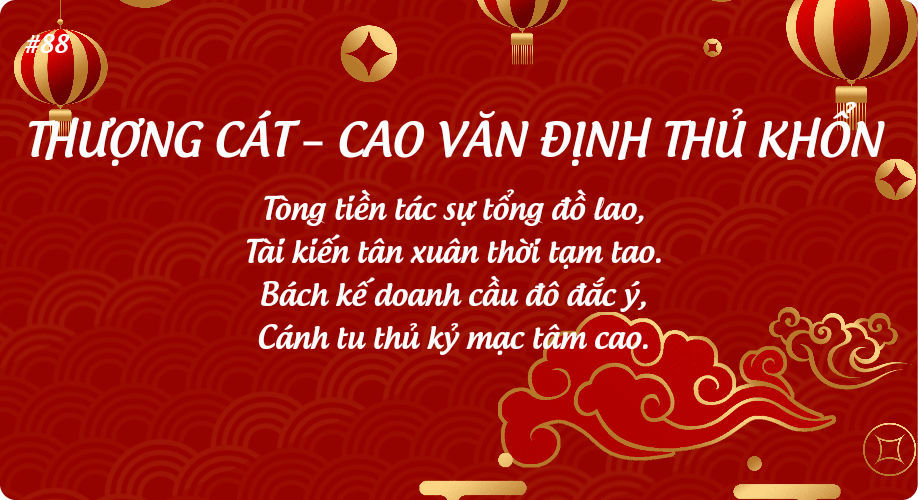 #88
THƯỢNG CÁT – CAO VĂN ĐỊNH THỦ KHỔN
Tòng tiền tác sự tổng đồ lao,
Tài kiến tân xuân thời tạm tao.
Bách kế doanh cầu đô đắc ý,
Cánh tu thủ kỷ mạc tâm cao.